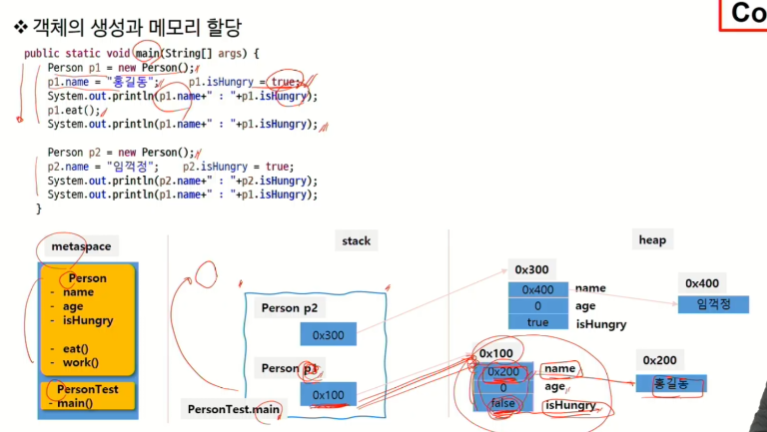 ❖ 객체의 생성과 메모리 할당
Co
public static void main(String[] args) {
Person p1 = new Person();
p1.name = "홍길동"; p1.isHungry = true;
System.out.println(p1.name+" : "+p1.isHungry);
p1.eat();
System.out.println(p1.name+" : "+p1.isHungry);
Person p2 = new Person();
p2.name = "임꺽정"; p2.isHungry = true;
System.out.println(p2.name+" : "+p2.isHungry);
System.out.println(p2.name+" : "+p2.isHungry);
}
metaspace
Person
- name
- age
- isHungry
- eat()
- work()
PersonTest
- main()
stack
Person p2
0x300
Person p1
0x100
PersonTest.main
heap
0x300
0x400 name
0 age
true isHungry
0x400
임꺽정
0x100
0x200 name
0 age
false isHungry
0x200
홍길동